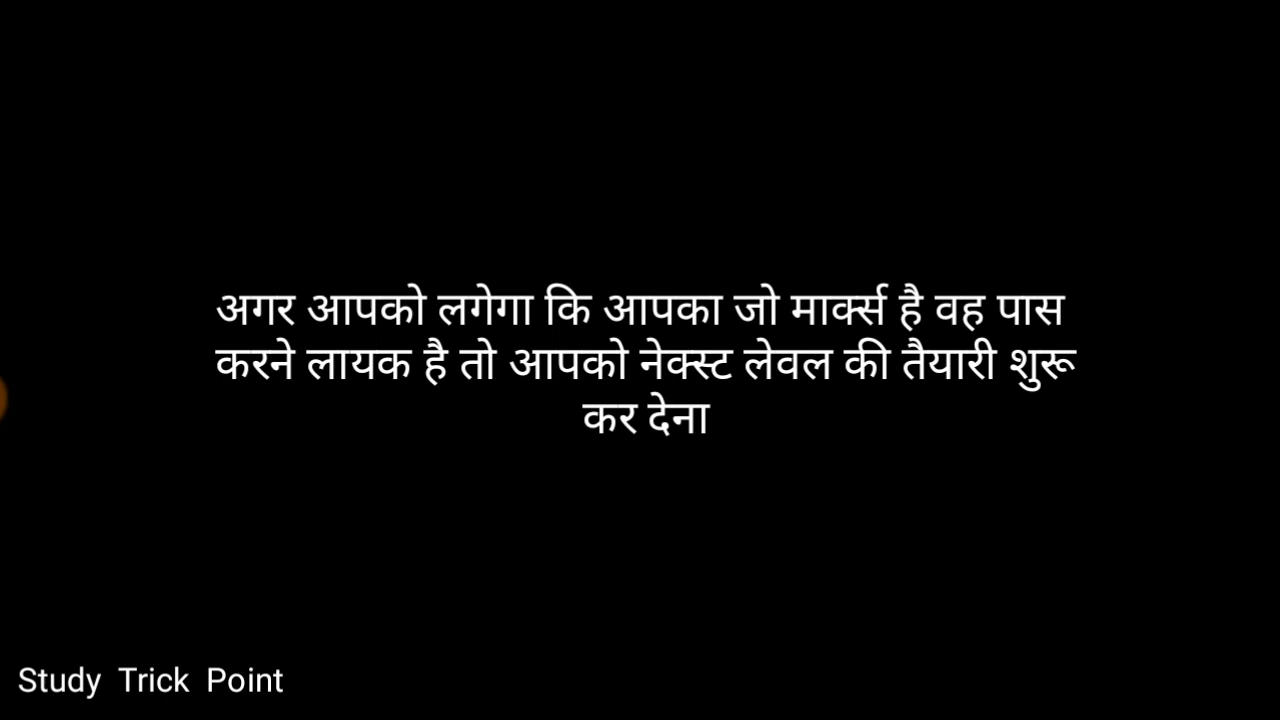 अगर आपको लगेगा कि आपका जो मार्क्स है वह पास
करने लायक है तो आपको नेक्स्ट लेवल की तैयारी शुरू
कर देना
Study Trick Point